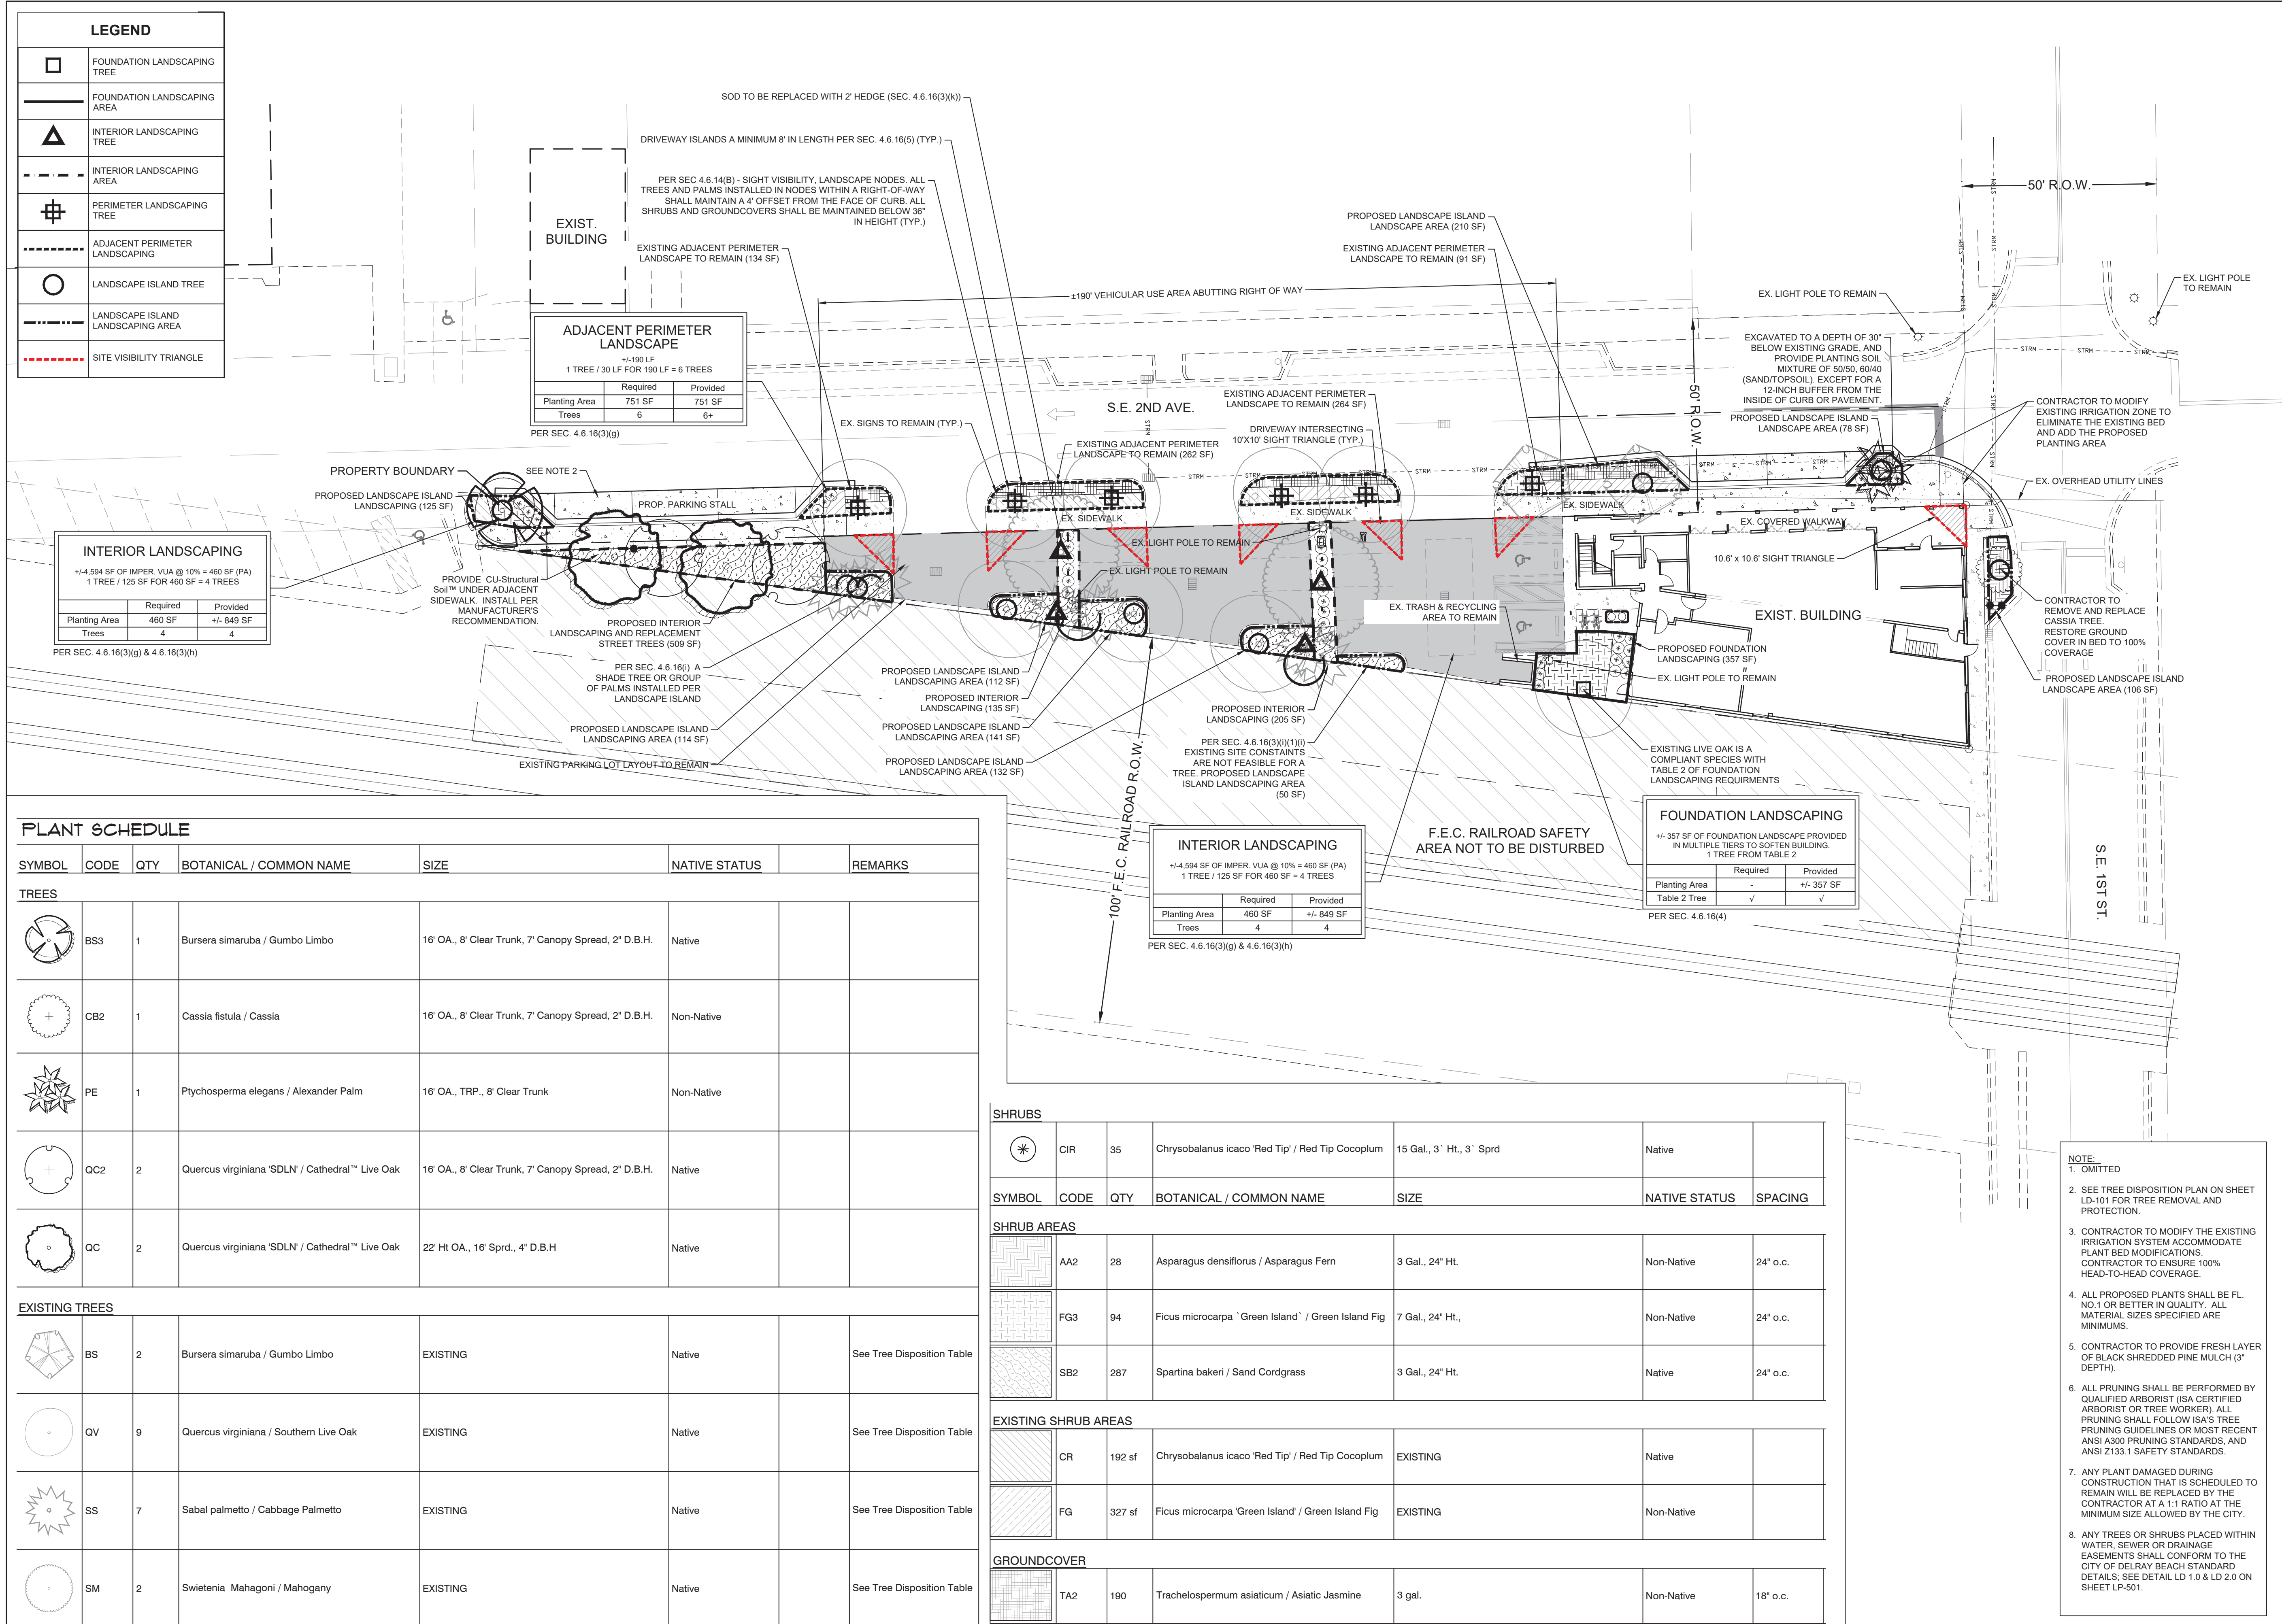 LEGEND
FOUNDATION LANDSCAPING
TREE
FOUNDATION LANDSCAPING
AREA
INTERIOR LANDSCAPING
TREE
INTERIOR LANDSCAPING
AREA
PERIMETER LANDSCAPING
TREE
ADJACENT PERIMETER
LANDSCAPING
LANDSCAPE ISLAND TREE
LANDSCAPE ISLAND
LANDSCAPING AREA
SITE VISIBILITY TRIANGLE
SOD TO BE REPLACED WITH 2' HEDGE (SEC. 4.6.16(3)(k))
DRIVEWAY ISLANDS A MINIMUM 8' IN LENGTH PER SEC. 4.6.16(5) (TYP.)
PER SEC 4.6.14(B) - SIGHT VISIBILITY, LANDSCAPE NODES. ALL
TREES AND PALMS INSTALLED IN NODES WITHIN A RIGHT-OF-WAY
SHALL MAINTAIN A 4' OFFSET FROM THE FACE OF CURB. ALL
SHRUBS AND GROUNDCOVERS SHALL BE MAINTAINED BELOW 36"
IN HEIGHT (TYP.)
EXIST.
BUILDING
EXISTING ADJACENT PERIMETER
LANDSCAPE TO REMAIN (134 SF)
PROPOSED LANDSCAPE ISLAND
LANDSCAPE AREA (210 SF)
EXISTING ADJACENT PERIMETER
LANDSCAPE TO REMAIN (91 SF)
±190' VEHICULAR USE AREA ABUTTING RIGHT OF WAY
50' R.O.W.
STRM
STRM
STRM
EX. LIGHT POLE
TO REMAIN
EX. LIGHT POLE TO REMAIN
ADJACENT PERIMETER
LANDSCAPE
+/-190 LF
1 TREE / 30 LF FOR 190 LF = 6 TREES
Required Provided
Planting Area 751 SF 751 SF
Trees 6 6+
PER SEC. 4.6.16(3)(g)
EXCAVATED TO A DEPTH OF 30"
BELOW EXISTING GRADE, AND
PROVIDE PLANTING SOIL
MIXTURE OF 50/50, 60/40
(SAND/TOPSOIL). EXCEPT FOR A
12-INCH BUFFER FROM THE
INSIDE OF CURB OR PAVEMENT.
STRM STRM STRM
50' R.O.W.
S.E. 2ND AVE.
STRM
EXISTING ADJACENT PERIMETER
LANDSCAPE TO REMAIN (264 SF)
EX. SIGNS TO REMAIN (TYP.)
DRIVEWAY INTERSECTING
10'X10' SIGHT TRIANGLE (TYP.)
EXISTING ADJACENT PERIMETER
LANDSCAPE TO REMAIN (262 SF)
PROPOSED LANDSCAPE ISLAND
LANDSCAPE AREA (78 SF)
CONTRACTOR TO MODIFY
EXISTING IRRIGATION ZONE TO
ELIMINATE THE EXISTING BED
AND ADD THE PROPOSED
PLANTING AREA
STRM
STRM
PROPERTY BOUNDARY
SEE NOTE 2
PROPOSED LANDSCAPE ISLAND
LANDSCAPING (125 SF)
PROP. PARKING STALL
STRM STRM STRM STRM STRM STRM
EX. OVERHEAD UTILITY LINES
EX. SIDEWALK
EX. SIDEWALK
EX. SIDEWALK
STRM
EX. COVERED WALKWAY
INTERIOR LANDSCAPING
+/-4,594 SF OF IMPER. VUA @ 10% = 460 SF (PA)
1 TREE / 125 SF FOR 460 SF = 4 TREES
Required Provided
Planting Area 460 SF +/- 849 SF
Trees 4 4
PER SEC. 4.6.16(3)(g) & 4.6.16(3)(h)
EX. LIGHT POLE TO REMAIN
10.6' x 10.6' SIGHT TRIANGLE
PROVIDE CU-Structural
Soil™ UNDER ADJACENT
SIDEWALK. INSTALL PER
MANUFACTURER'S
RECOMMENDATION.
EX. LIGHT POLE TO REMAIN
EX. TRASH & RECYCLING
AREA TO REMAIN
EXIST. BUILDING
CONTRACTOR TO
REMOVE AND REPLACE
CASSIA TREE.
RESTORE GROUND
COVER IN BED TO 100%
COVERAGE
PROPOSED INTERIOR
LANDSCAPING AND REPLACEMENT
STREET TREES (509 SF)
PER SEC. 4.6.16(i) A
SHADE TREE OR GROUP
OF PALMS INSTALLED PER
LANDSCAPE ISLAND
PROPOSED LANDSCAPE ISLAND
LANDSCAPING AREA (112 SF)
PROPOSED INTERIOR
LANDSCAPING (135 SF)
PROPOSED LANDSCAPE ISLAND
LANDSCAPING AREA (141 SF)
PROPOSED LANDSCAPE ISLAND
LANDSCAPING AREA (114 SF)
EXISTING PARKING LOT LAYOUT TO REMAIN
PROPOSED LANDSCAPE ISLAND
LANDSCAPING AREA (132 SF)
PROPOSED INTERIOR
LANDSCAPING (205 SF)
PER SEC. 4.6.16(3)(i)(1)(i)
EXISTING SITE CONSTAINTS
ARE NOT FEASIBLE FOR A
TREE. PROPOSED LANDSCAPE
ISLAND LANDSCAPING AREA
(50 SF)
PROPOSED FOUNDATION
LANDSCAPING (357 SF)
EX. LIGHT POLE TO REMAIN
PROPOSED LANDSCAPE ISLAND
LANDSCAPE AREA (106 SF)
EXISTING LIVE OAK IS A
COMPLIANT SPECIES WITH
TABLE 2 OF FOUNDATION
LANDSCAPING REQUIRMENTS
100' F.E.C. RAILROAD R.O.W.
INTERIOR LANDSCAPING
+/-4,594 SF OF IMPER. VUA @ 10% = 460 SF (PA)
1 TREE / 125 SF FOR 460 SF = 4 TREES
Required Provided
Planting Area 460 SF +/- 849 SF
Trees 4 4
PER SEC. 4.6.16(3)(g) & 4.6.16(3)(h)
F.E.C. RAILROAD SAFETY
AREA NOT TO BE DISTURBED
FOUNDATION LANDSCAPING
+/- 357 SF OF FOUNDATION LANDSCAPE PROVIDED
IN MULTIPLE TIERS TO SOFTEN BUILDING.
1 TREE FROM TABLE 2
Required Provided
Planting Area - +/- 357 SF
Table 2 Tree √ √
PER SEC. 4.6.16(4)
S.E. 1ST ST.
PLANT SCHEDULE
SYMBOL CODE QTY BOTANICAL / COMMON NAME SIZE NATIVE STATUS REMARKS
TREES
BS3 1 Bursera simaruba / Gumbo Limbo 16' OA., 8' Clear Trunk, 7' Canopy Spread, 2" D.B.H. Native
CB2 1 Cassia fistula / Cassia 16' OA., 8' Clear Trunk, 7' Canopy Spread, 2" D.B.H. Non-Native
PE 1 Ptychosperma elegans / Alexander Palm 16' OA., TRP., 8' Clear Trunk Non-Native
QC2 2 Quercus virginiana 'SDLN' / Cathedral™ Live Oak 16' OA., 8' Clear Trunk, 7' Canopy Spread, 2" D.B.H. Native
QC 2 Quercus virginiana 'SDLN' / Cathedral™ Live Oak 22' Ht OA., 16' Sprd., 4" D.B.H Native
EXISTING TREES
BS 2 Bursera simaruba / Gumbo Limbo EXISTING Native See Tree Disposition Table
QV 9 Quercus virginiana / Southern Live Oak EXISTING Native See Tree Disposition Table
SS 7 Sabal palmetto / Cabbage Palmetto EXISTING Native See Tree Disposition Table
SM 2 Swietenia Mahagoni / Mahogany EXISTING Native See Tree Disposition Table
SHRUBS
CIR 35 Chrysobalanus icaco 'Red Tip' / Red Tip Cocoplum 15 Gal., 3` Ht., 3` Sprd Native
SYMBOL CODE QTY BOTANICAL / COMMON NAME SIZE NATIVE STATUS SPACING
SHRUB AREAS
AA2 28 Asparagus densiflorus / Asparagus Fern 3 Gal., 24" Ht. Non-Native 24" o.c.
FG3 94 Ficus microcarpa `Green Island` / Green Island Fig 7 Gal., 24" Ht., Non-Native 24" o.c.
SB2 287 Spartina bakeri / Sand Cordgrass 3 Gal., 24" Ht. Native 24" o.c.
EXISTING SHRUB AREAS
CR 192 sf Chrysobalanus icaco 'Red Tip' / Red Tip Cocoplum EXISTING Native
FG 327 sf Ficus microcarpa 'Green Island' / Green Island Fig EXISTING Non-Native
GROUNDCOVER
TA2 190 Trachelospermum asiaticum / Asiatic Jasmine 3 gal. Non-Native 18" o.c.
NOTE:
1. OMITTED
2. SEE TREE DISPOSITION PLAN ON SHEET
LD-101 FOR TREE REMOVAL AND
PROTECTION.
3. CONTRACTOR TO MODIFY THE EXISTING
IRRIGATION SYSTEM ACCOMMODATE
PLANT BED MODIFICATIONS.
CONTRACTOR TO ENSURE 100%
HEAD-TO-HEAD COVERAGE.
4. ALL PROPOSED PLANTS SHALL BE FL.
NO.1 OR BETTER IN QUALITY. ALL
MATERIAL SIZES SPECIFIED ARE
MINIMUMS.
5. CONTRACTOR TO PROVIDE FRESH LAYER
OF BLACK SHREDDED PINE MULCH (3"
DEPTH).
6. ALL PRUNING SHALL BE PERFORMED BY
QUALIFIED ARBORIST (ISA CERTIFIED
ARBORIST OR TREE WORKER). ALL
PRUNING SHALL FOLLOW ISA'S TREE
PRUNING GUIDELINES OR MOST RECENT
ANSI A300 PRUNING STANDARDS, AND
ANSI Z133.1 SAFETY STANDARDS.
7. ANY PLANT DAMAGED DURING
CONSTRUCTION THAT IS SCHEDULED TO
REMAIN WILL BE REPLACED BY THE
CONTRACTOR AT A 1:1 RATIO AT THE
MINIMUM SIZE ALLOWED BY THE CITY.
8. ANY TREES OR SHRUBS PLACED WITHIN
WATER, SEWER OR DRAINAGE
EASEMENTS SHALL CONFORM TO THE
CITY OF DELRAY BEACH STANDARD
DETAILS; SEE DETAIL LD 1.0 & LD 2.0 ON
SHEET LP-501.